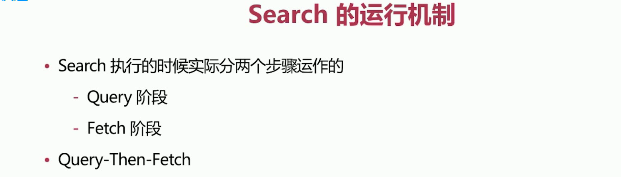 Search 的运行机制
• Search 执行的时候实际分两个步骤运作的
- Query 阶段
- Fetch 阶段
• Query-Then-Fetch